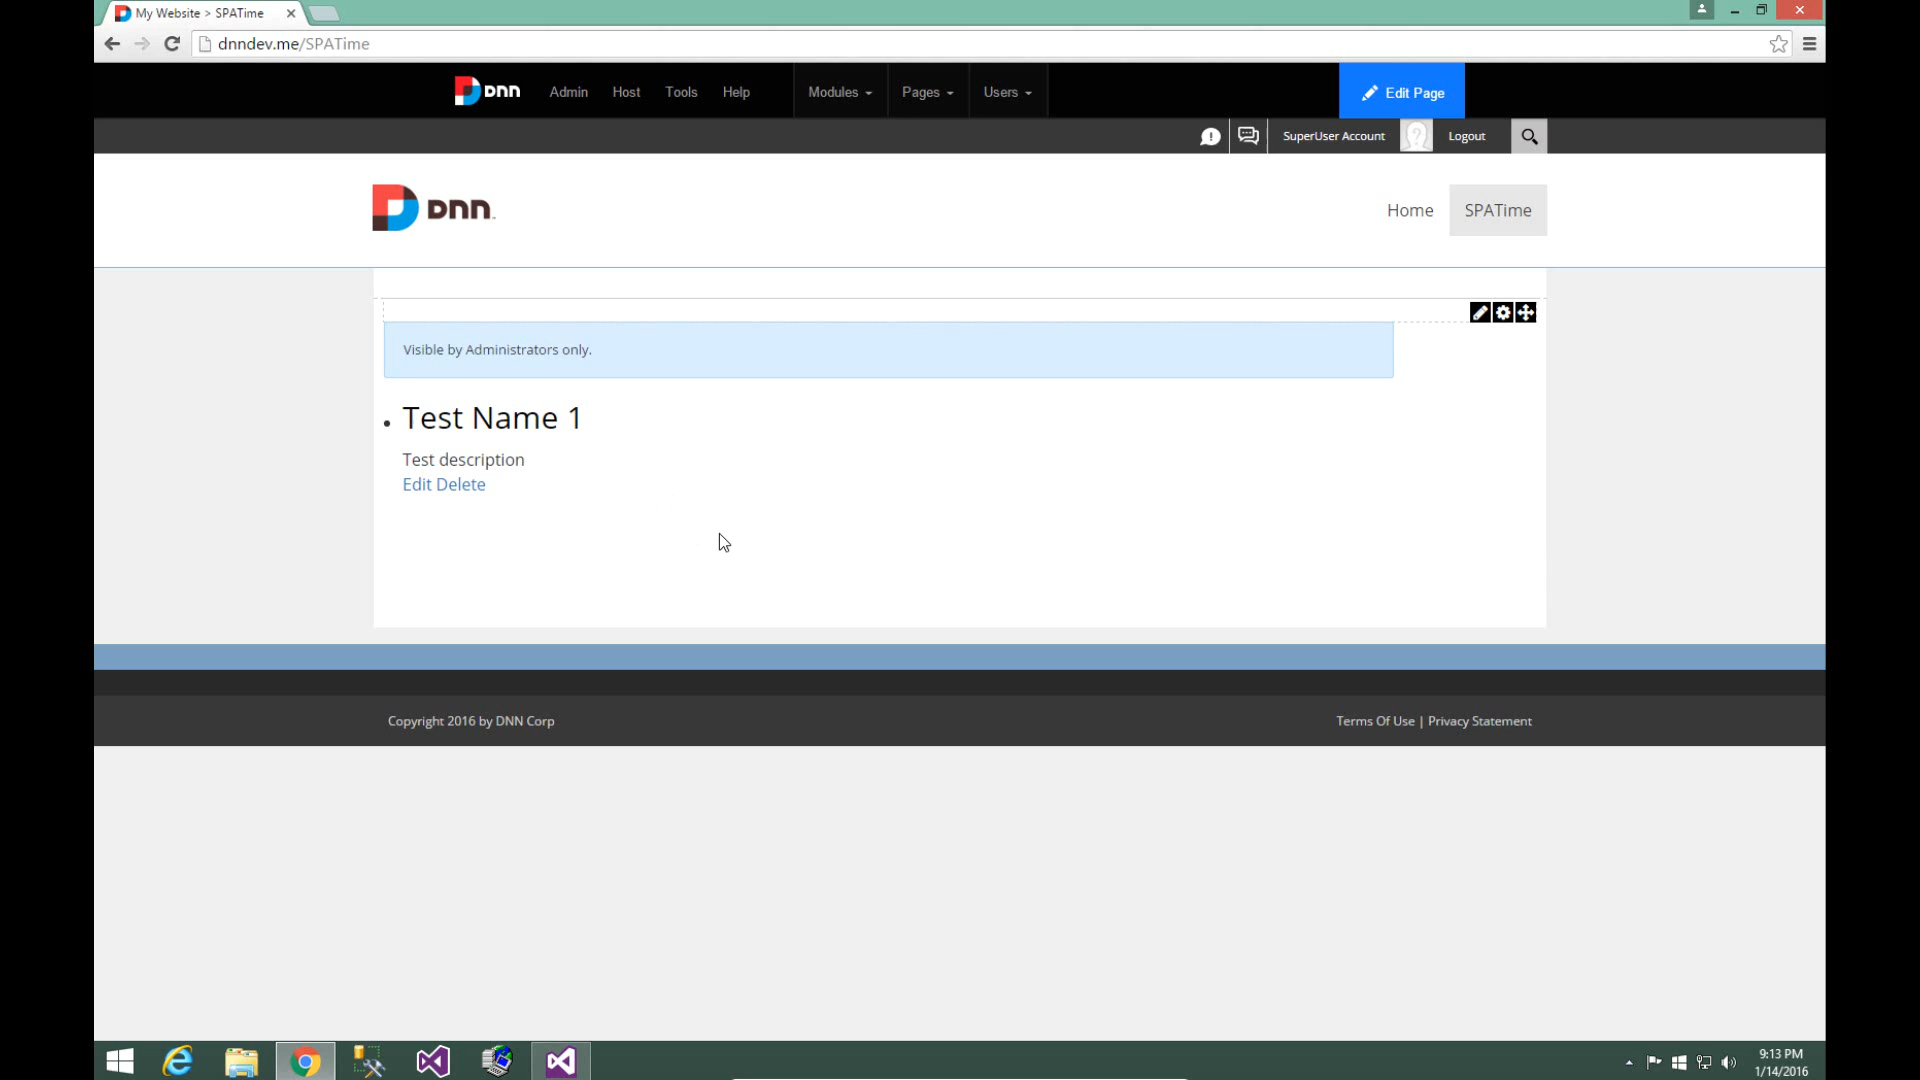 My Website > SPATime
dnndev.me/SPATime
DNN Admin Host Tools Help Modules Pages Users Edit Page
SuperUser Account Logout
DNN Home SPATime
Visible by Administrators only.
Test Name 1
Test description
Edit Delete
Copyright 2016 by DNN Corp Terms Of Use | Privacy Statement
9:13 PM
1/14/2016